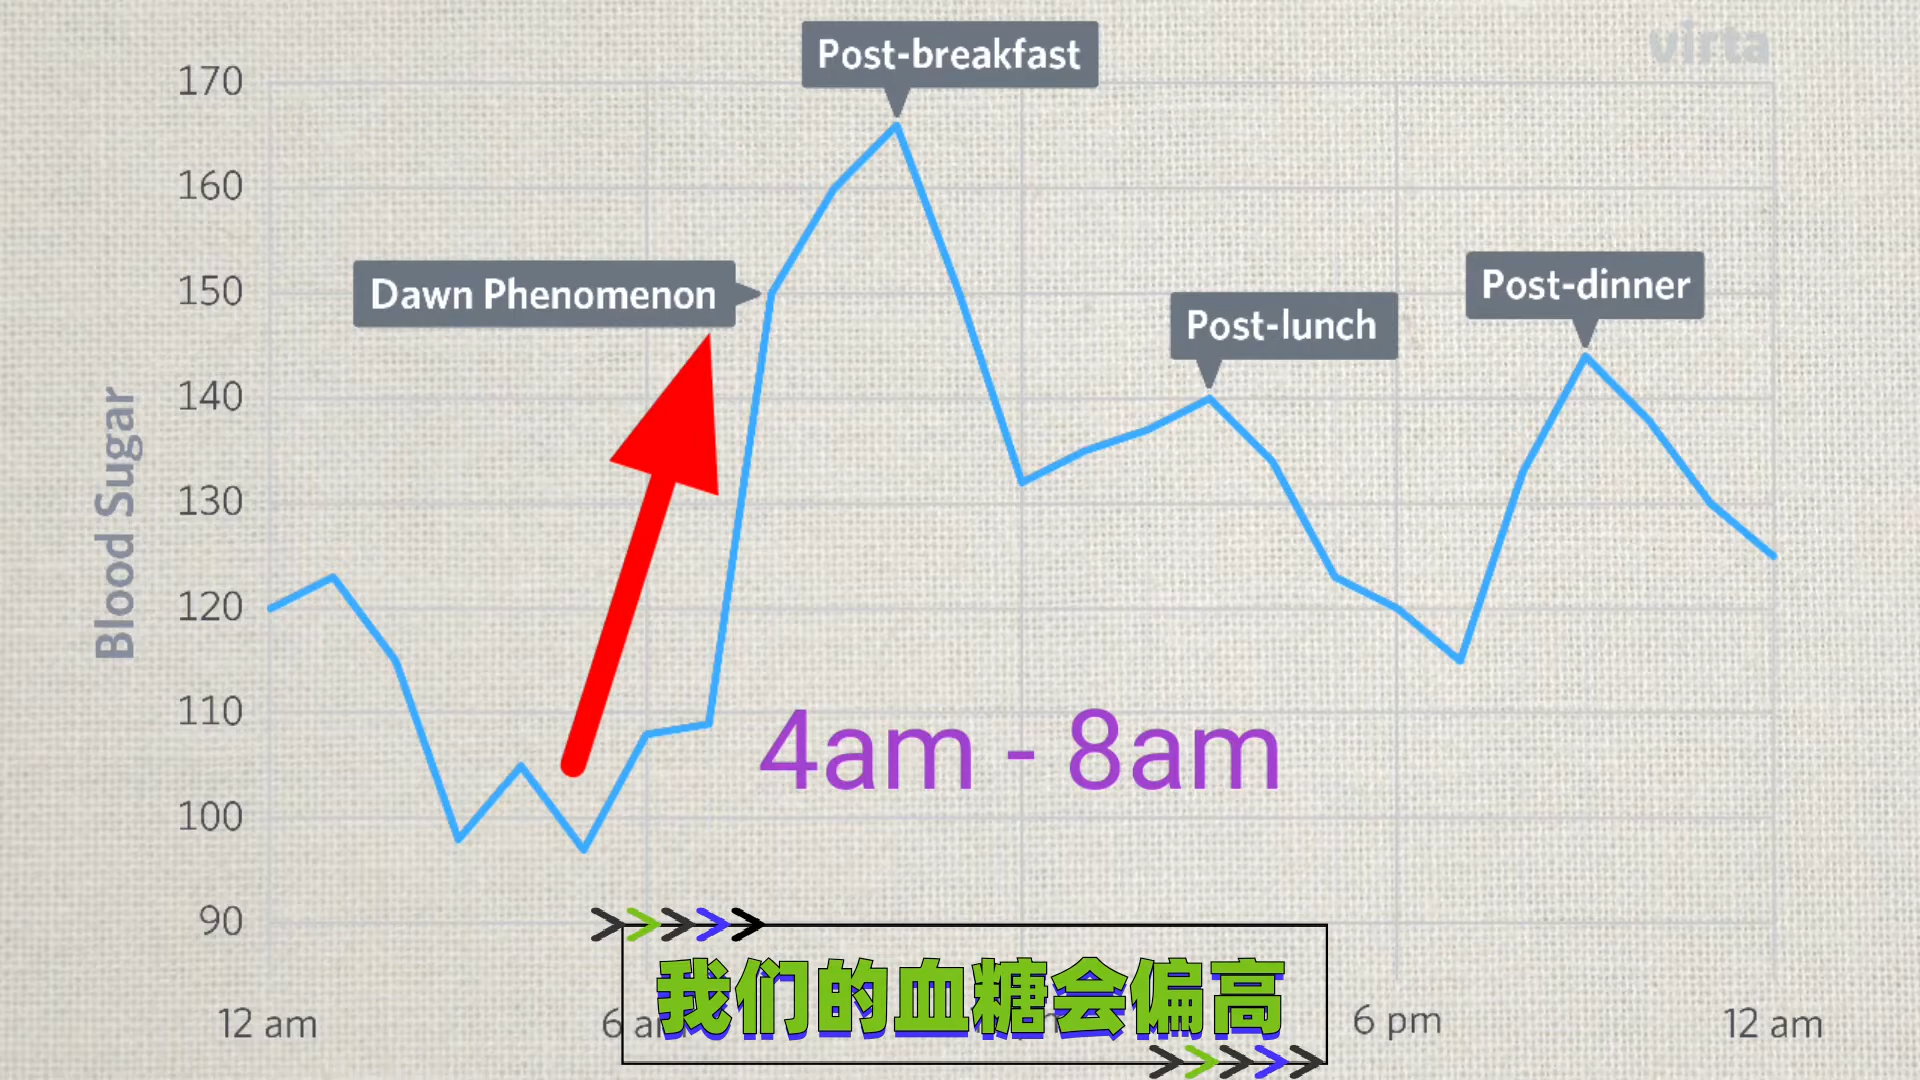 virta
Post-breakfast
170
160
Dawn Phenomenon
150
Post-dinner
Post-lunch
140
130
Blood Sugar
120
110
4am - 8am
100
90
我们的血糖会偏高
12 am
6 am
6 pm
12 am